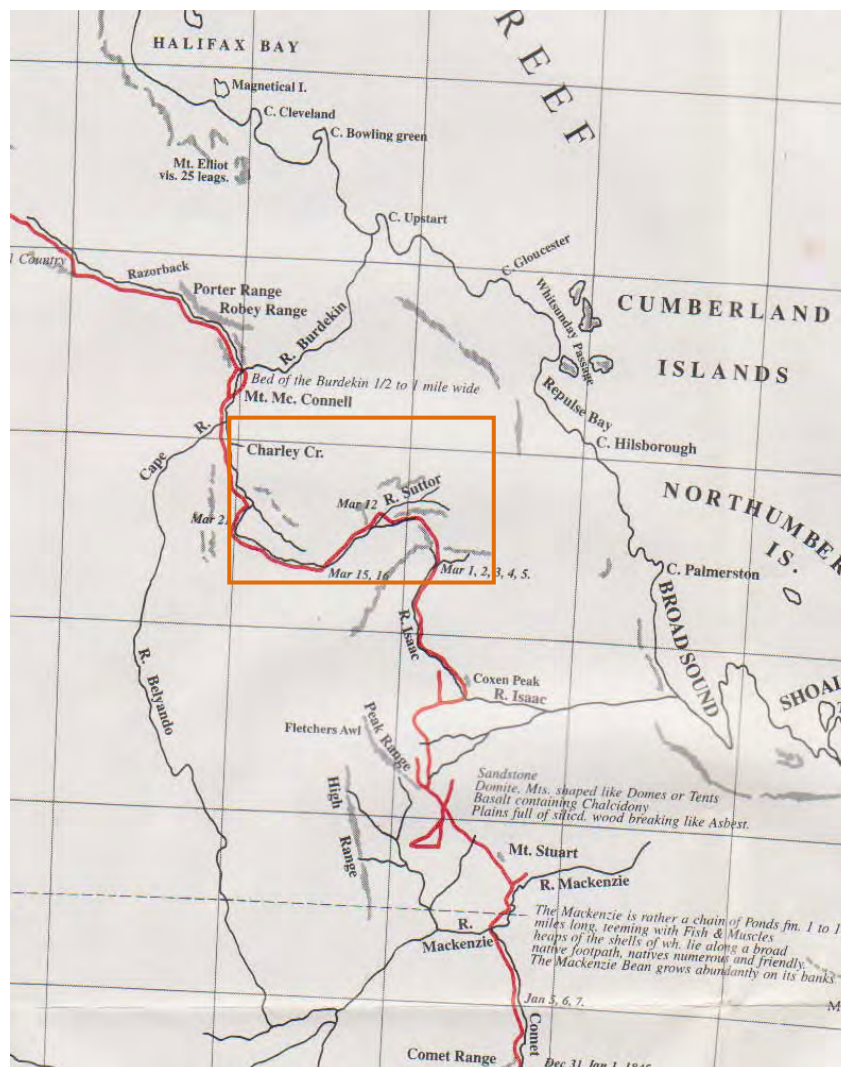 REEF
HALIFAX BAY
Magnetical I.
C. Cleveland
C. Bowling green
Mt. Elliot
vis. 25 leags.
C. Upstart
C. Gloucester
Country
Razorback
Porter Range
Robey Range
R. Burdekin
Whitsunday Passage
CUMBERLAND
ISLANDS
Bed of the Burdekin 1/2 to 1 mile wide
Mt. Mc. Connell
Repulse Bay
Cape R.
Charley Cr.
C. Hilsborough
R. Suttor
Mar 12
NORTHUMBER
IS.
Mar 2
Mar 15, 16
Mar 1, 2, 3, 4, 5.
C. Palmerston
R. Isaac
BROAD SOUND
R. Belyando
Coxen Peak
R. Isaac
SHOAL
Peak Range
Fletchers Awl
High
Range
Sandstone
Domite, Mts. shaped like Domes or Tents
Basalt containing Chalcidony
Plains full of silicd. wood breaking like Asbest.
Mt. Stuart
R. Mackenzie
R.
Mackenzie
The Mackenzie is rather a chain of Ponds fm. 1 to 1
miles long, teeming with Fish & Muscles
heaps of the shells of wh. lie along a broad
native footpath, natives numerous and friendly.
The Mackenzie Bean grows abundantly on its banks
Jan 5, 6, 7.
M
Comet
Comet Range
Dec 31 Jan 1, 1845